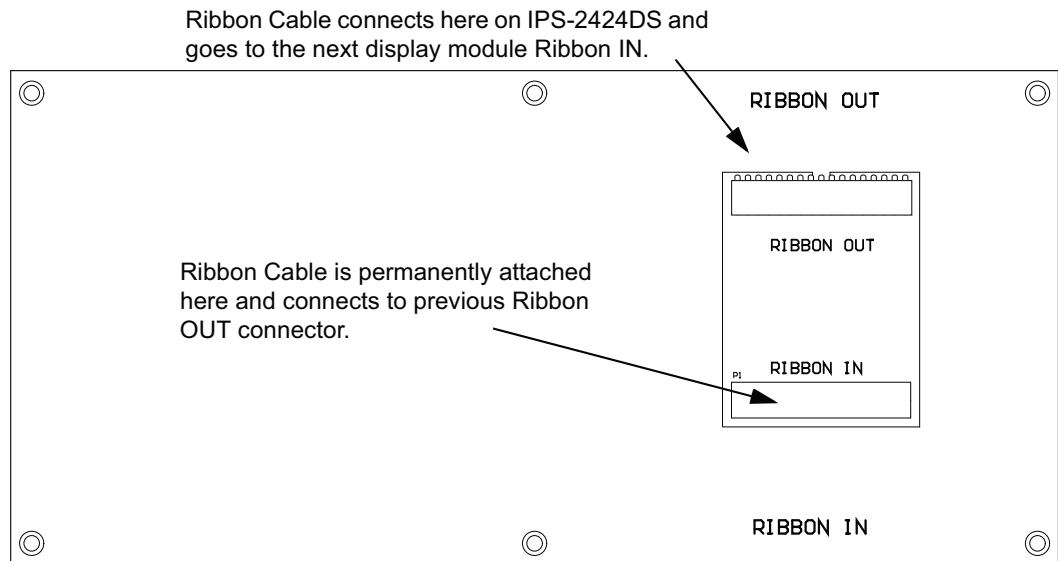 Ribbon Cable connects here on IPS-2424DS and
goes to the next display module Ribbon IN.
RIBBON OUT
RIBBON OUT
Ribbon Cable is permanently attached
here and connects to previous Ribbon
OUT connector.
P1
RIBBON IN
RIBBON IN